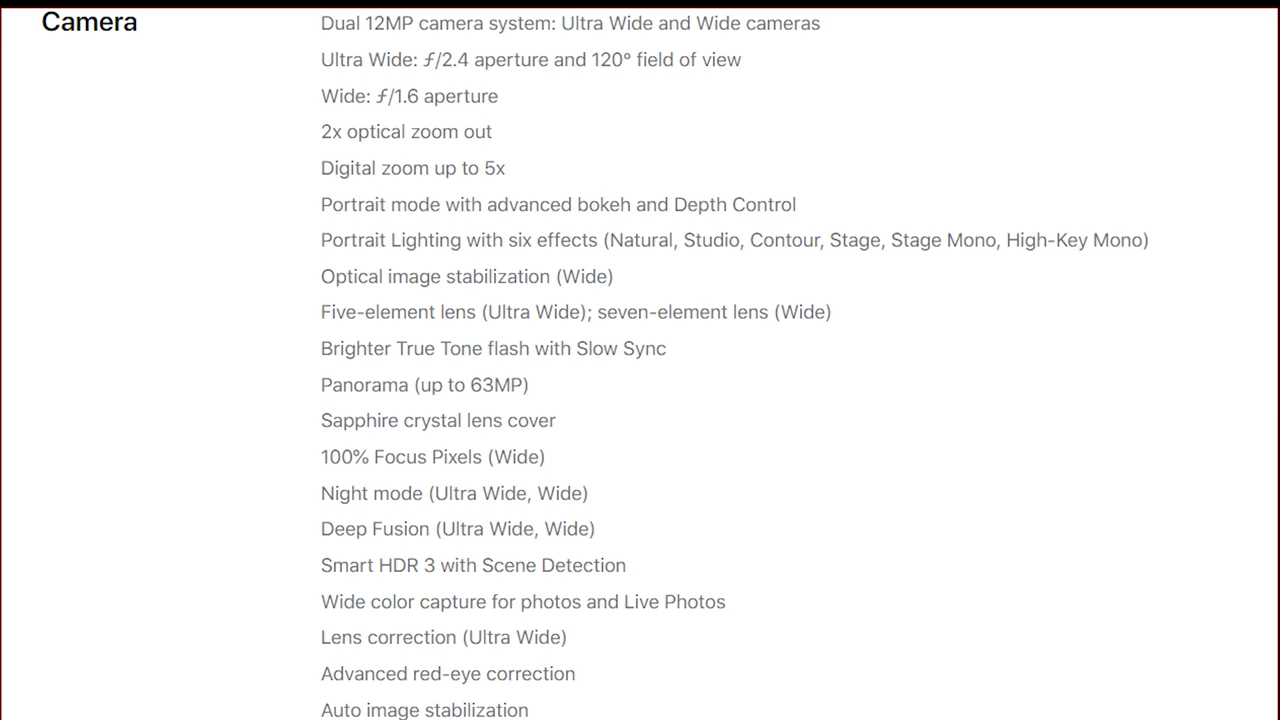 Camera
Dual 12MP camera system: Ultra Wide and Wide cameras
Ultra Wide: ƒ/2.4 aperture and 120° field of view
Wide: ƒ/1.6 aperture
2x optical zoom out
Digital zoom up to 5x
Portrait mode with advanced bokeh and Depth Control
Portrait Lighting with six effects (Natural, Studio, Contour, Stage, Stage Mono, High-Key Mono)
Optical image stabilization (Wide)
Five-element lens (Ultra Wide); seven-element lens (Wide)
Brighter True Tone flash with Slow Sync
Panorama (up to 63MP)
Sapphire crystal lens cover
100% Focus Pixels (Wide)
Night mode (Ultra Wide, Wide)
Deep Fusion (Ultra Wide, Wide)
Smart HDR 3 with Scene Detection
Wide color capture for photos and Live Photos
Lens correction (Ultra Wide)
Advanced red-eye correction
Auto image stabilization